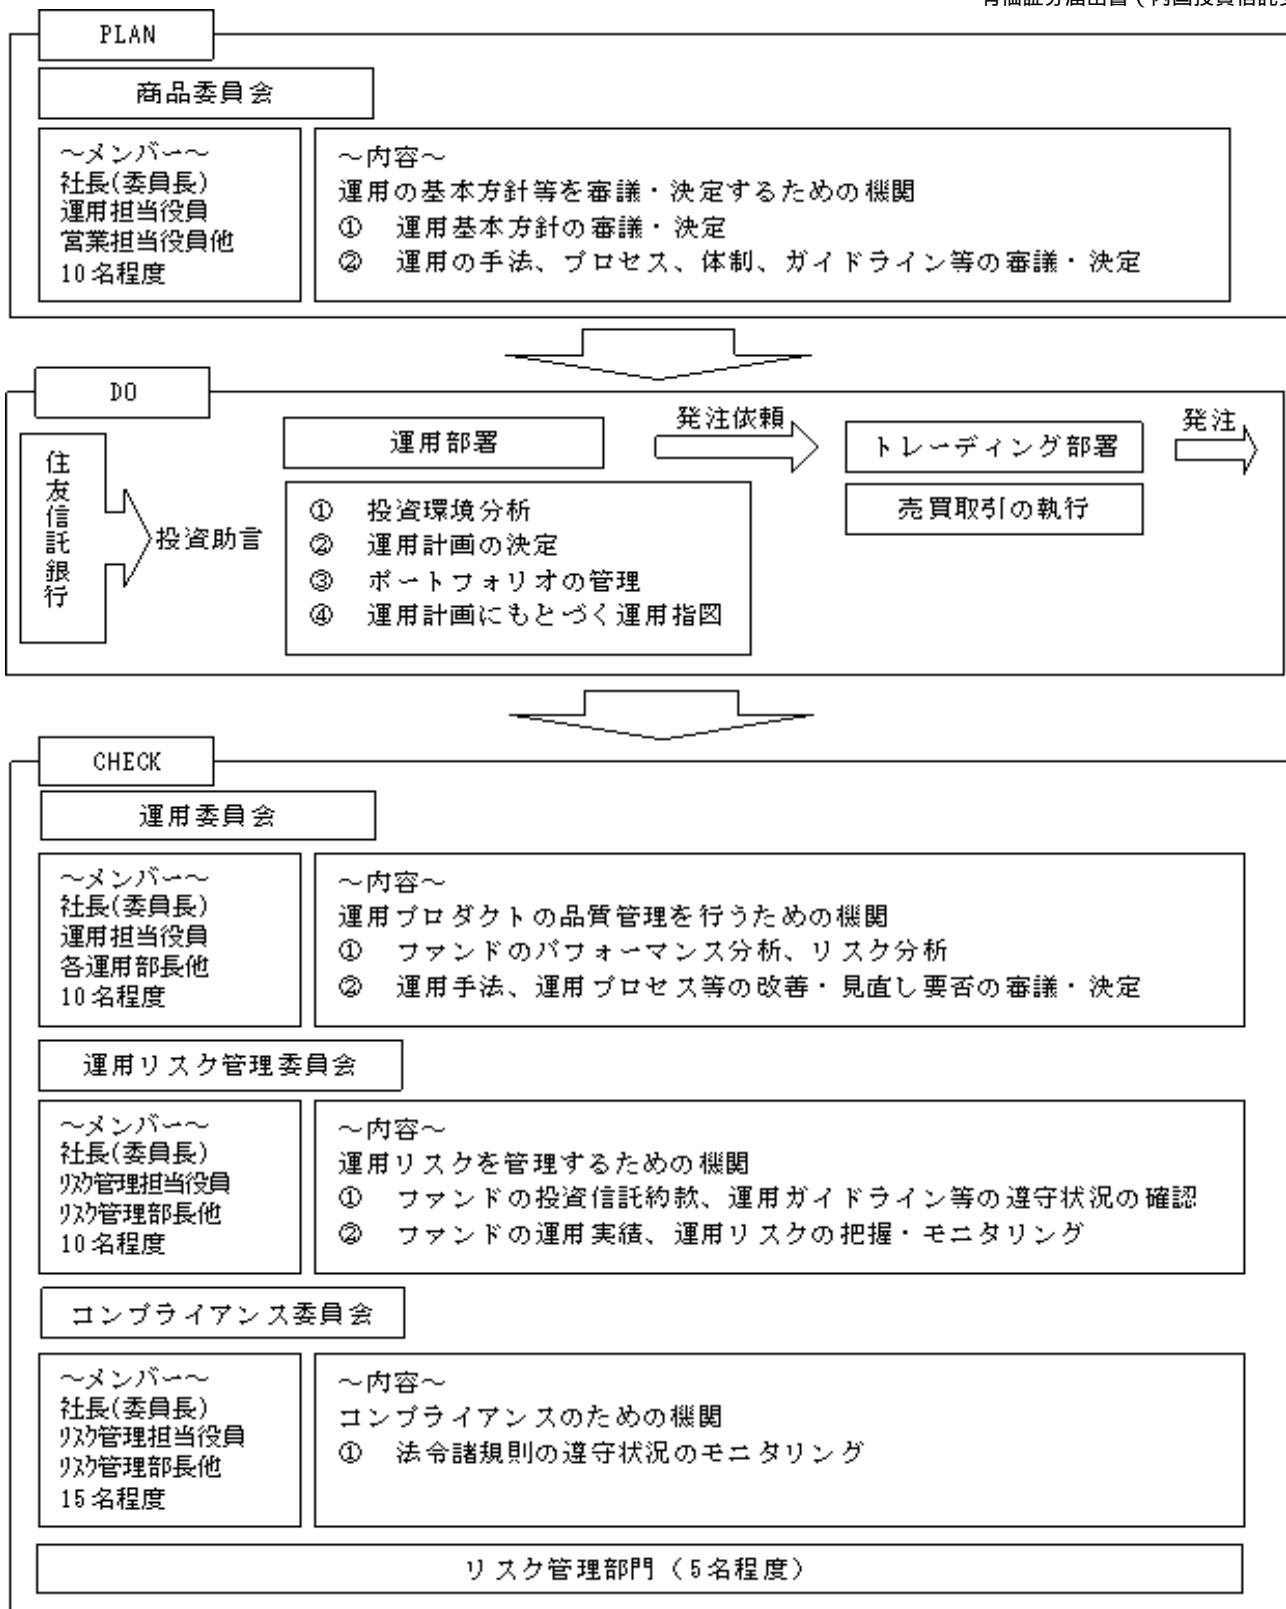 PLAN
商品委員会
～メンバー～
社長(委員長)
運用担当役員
営業担当役員他
10名程度
～内容～
運用の基本方針等を審議・決定するための機関
① 運用基本方針の審議・決定
② 運用の手法、プロセス、体制、ガイドライン等の審議・決定
DO
住友信託銀行
投資助言
運用部署
① 投資環境分析
② 運用計画の決定
③ ポートフォリオの管理
④ 運用計画にもとづく運用指図
発注依頼
トレーディング部署
売買取引の執行
発注
CHECK
運用委員会
～メンバー～
社長(委員長)
運用担当役員
各運用部長他
10名程度
～内容～
運用プロダクトの品質管理を行うための機関
① ファンドのパフォーマンス分析、リスク分析
② 運用手法、運用プロセス等の改善・見直し要否の審議・決定
運用リスク管理委員会
～メンバー～
社長(委員長)
ﾘｽｸ管理担当役員
ﾘｽｸ管理部長他
10名程度
～内容～
運用リスクを管理するための機関
① ファンドの投資信託約款、運用ガイドライン等の遵守状況の確認
② ファンドの運用実績、運用リスクの把握・モニタリング
コンプライアンス委員会
～メンバー～
社長(委員長)
ﾘｽｸ管理担当役員
ﾘｽｸ管理部長他
15名程度
～内容～
コンプライアンスのための機関
① 法令諸規則の遵守状況のモニタリング
リスク管理部門（5名程度）